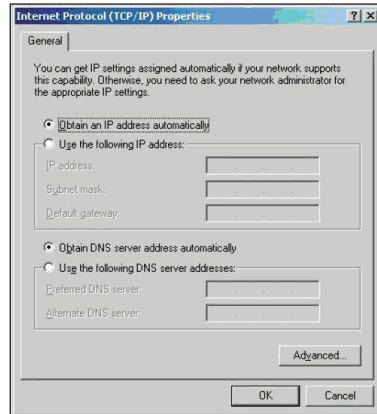 Internet Protocol (TCP/IP) Properties
General
You can get IP settings assigned automatically if your network supports
this capability. Otherwise, you need to ask your network administrator for
the appropriate IP settings.
Obtain an IP address automatically
Use the following IP address:
IP address:
Subnet mask:
Default gateway:
Obtain DNS server address automatically
Use the following DNS server addresses:
Preferred DNS server:
Alternate DNS server:
Advanced...
OK Cancel